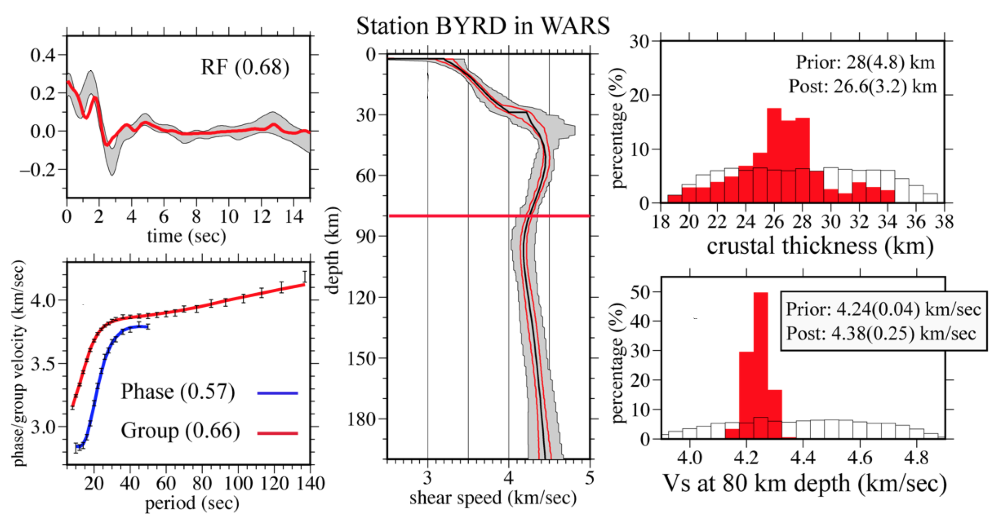 Station BYRD in WARS
RF (0.68)
0.4
0.2
0.0
−0.2
0 2 4 6 8 10 12 14
time (sec)
phase/group velocity (km/sec)
4.0
3.5
3.0
Phase (0.57)
Group (0.66)
20 40 60 80 100 120 140
period (sec)
depth (km)
0
30
60
90
120
150
180
3 4 5
shear speed (km/sec)
percentage (%)
30
20
10
0
Prior: 28(4.8) km
Post: 26.6(3.2) km
18 20 22 24 26 28 30 32 34 36 38
crustal thickness (km)
percentage (%)
50
40
30
20
10
0
Prior: 4.24(0.04) km/sec
Post: 4.38(0.25) km/sec
4.0 4.2 4.4 4.6 4.8
Vs at 80 km depth (km/sec)